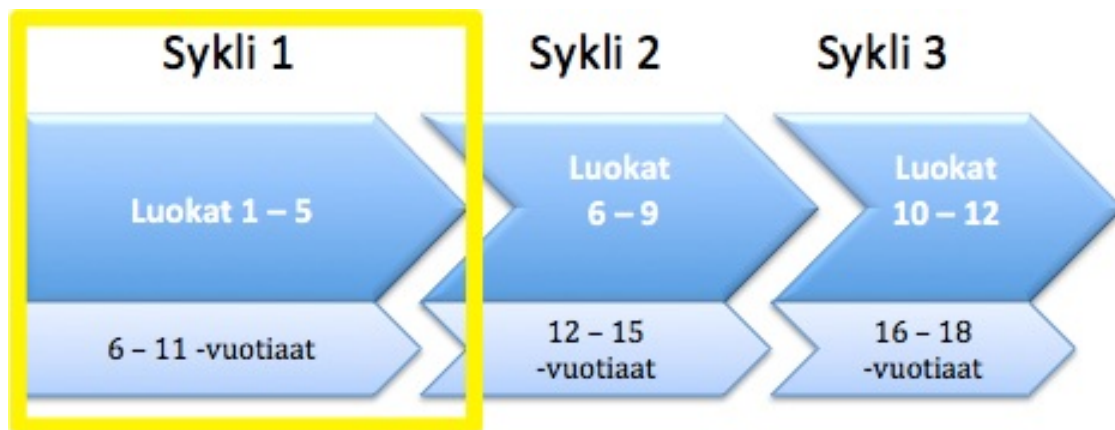 Sykli 1
Sykli 2
Sykli 3
Luokat 1 – 5
Luokat
6 – 9
Luokat
10 – 12
6 – 11 -vuotiaat
12 – 15
-vuotiaat
16 – 18
-vuotiaat